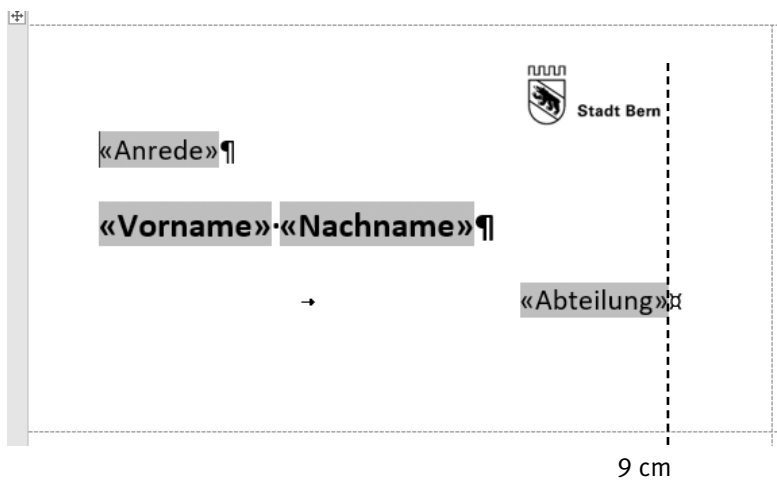 Stadt Bern
«Anrede»¶
«Vorname»·«Nachname»¶
→ «Abteilung»¤
9 cm